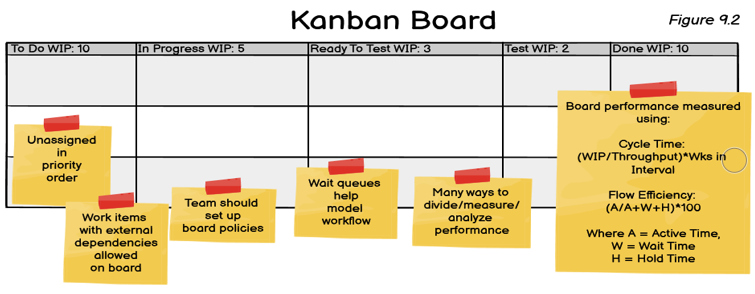 Kanban Board
Figure 9.2
To Do WIP: 10
In Progress WIP: 5
Ready To Test WIP: 3
Test WIP: 2
Done WIP: 10
Unassigned
in
priority
order
Work items
with external
dependencies
allowed
on board
Team should
set up
board policies
Wait queues
help
model
workflow
Many ways to
divide/measure/
analyze
performance
Board performance measured
using:
Cycle Time:
(WIP/Throughput)*Wks in
Interval
Flow Efficiency:
(A/A+W+H)*100
Where A = Active Time,
W = Wait Time
H = Hold Time